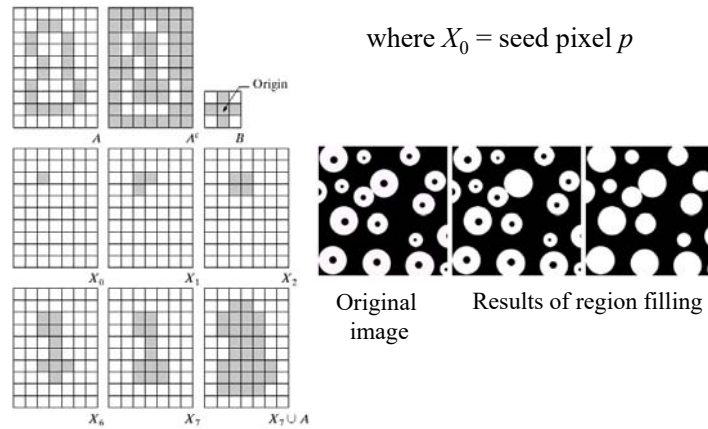 where X₀ = seed pixel p
Origin
A
Aᶜ
B
X₀
X₁
X₂
Original
image
Results of region filling
X₆
X₇
X₇ ∪ A